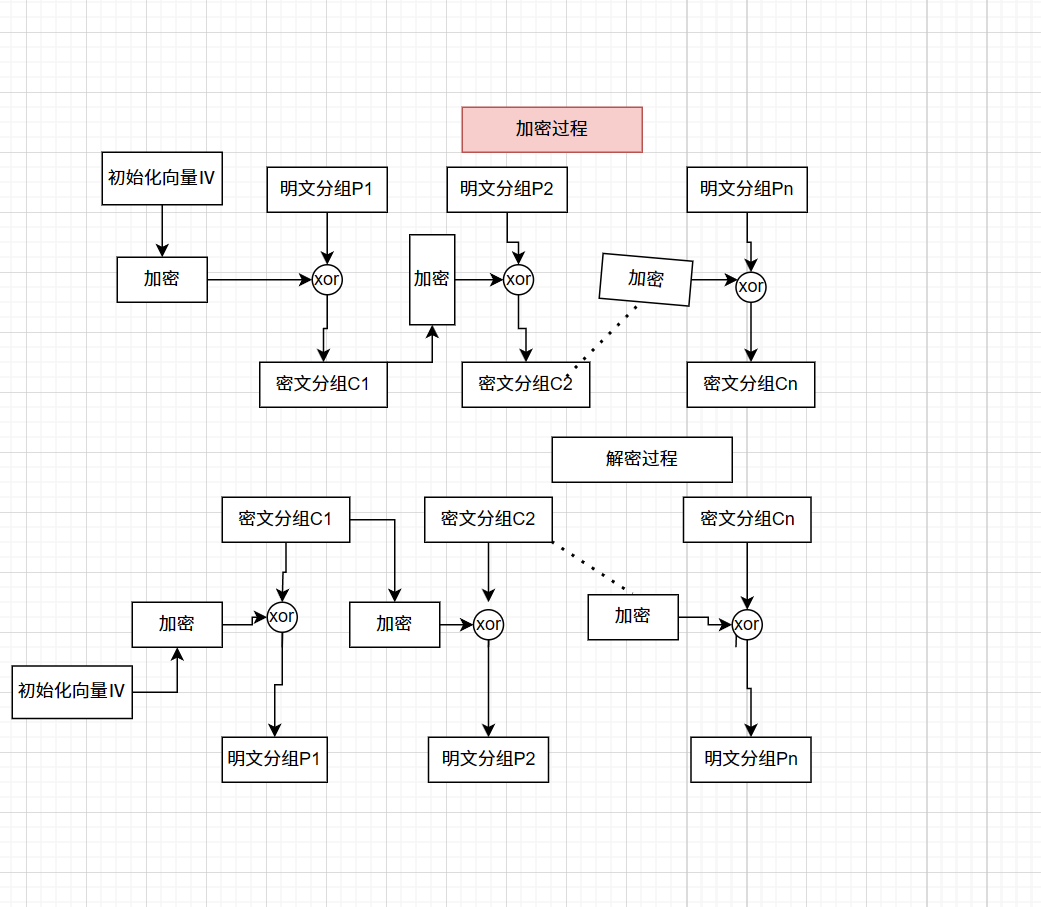 加密过程
初始化向量IV
明文分组P1
明文分组P2
明文分组Pn
加密
xor
加密
xor
加密
xor
密文分组C1
密文分组C2
密文分组Cn
解密过程
密文分组C1
密文分组C2
密文分组Cn
加密
xor
加密
xor
加密
xor
初始化向量IV
明文分组P1
明文分组P2
明文分组Pn